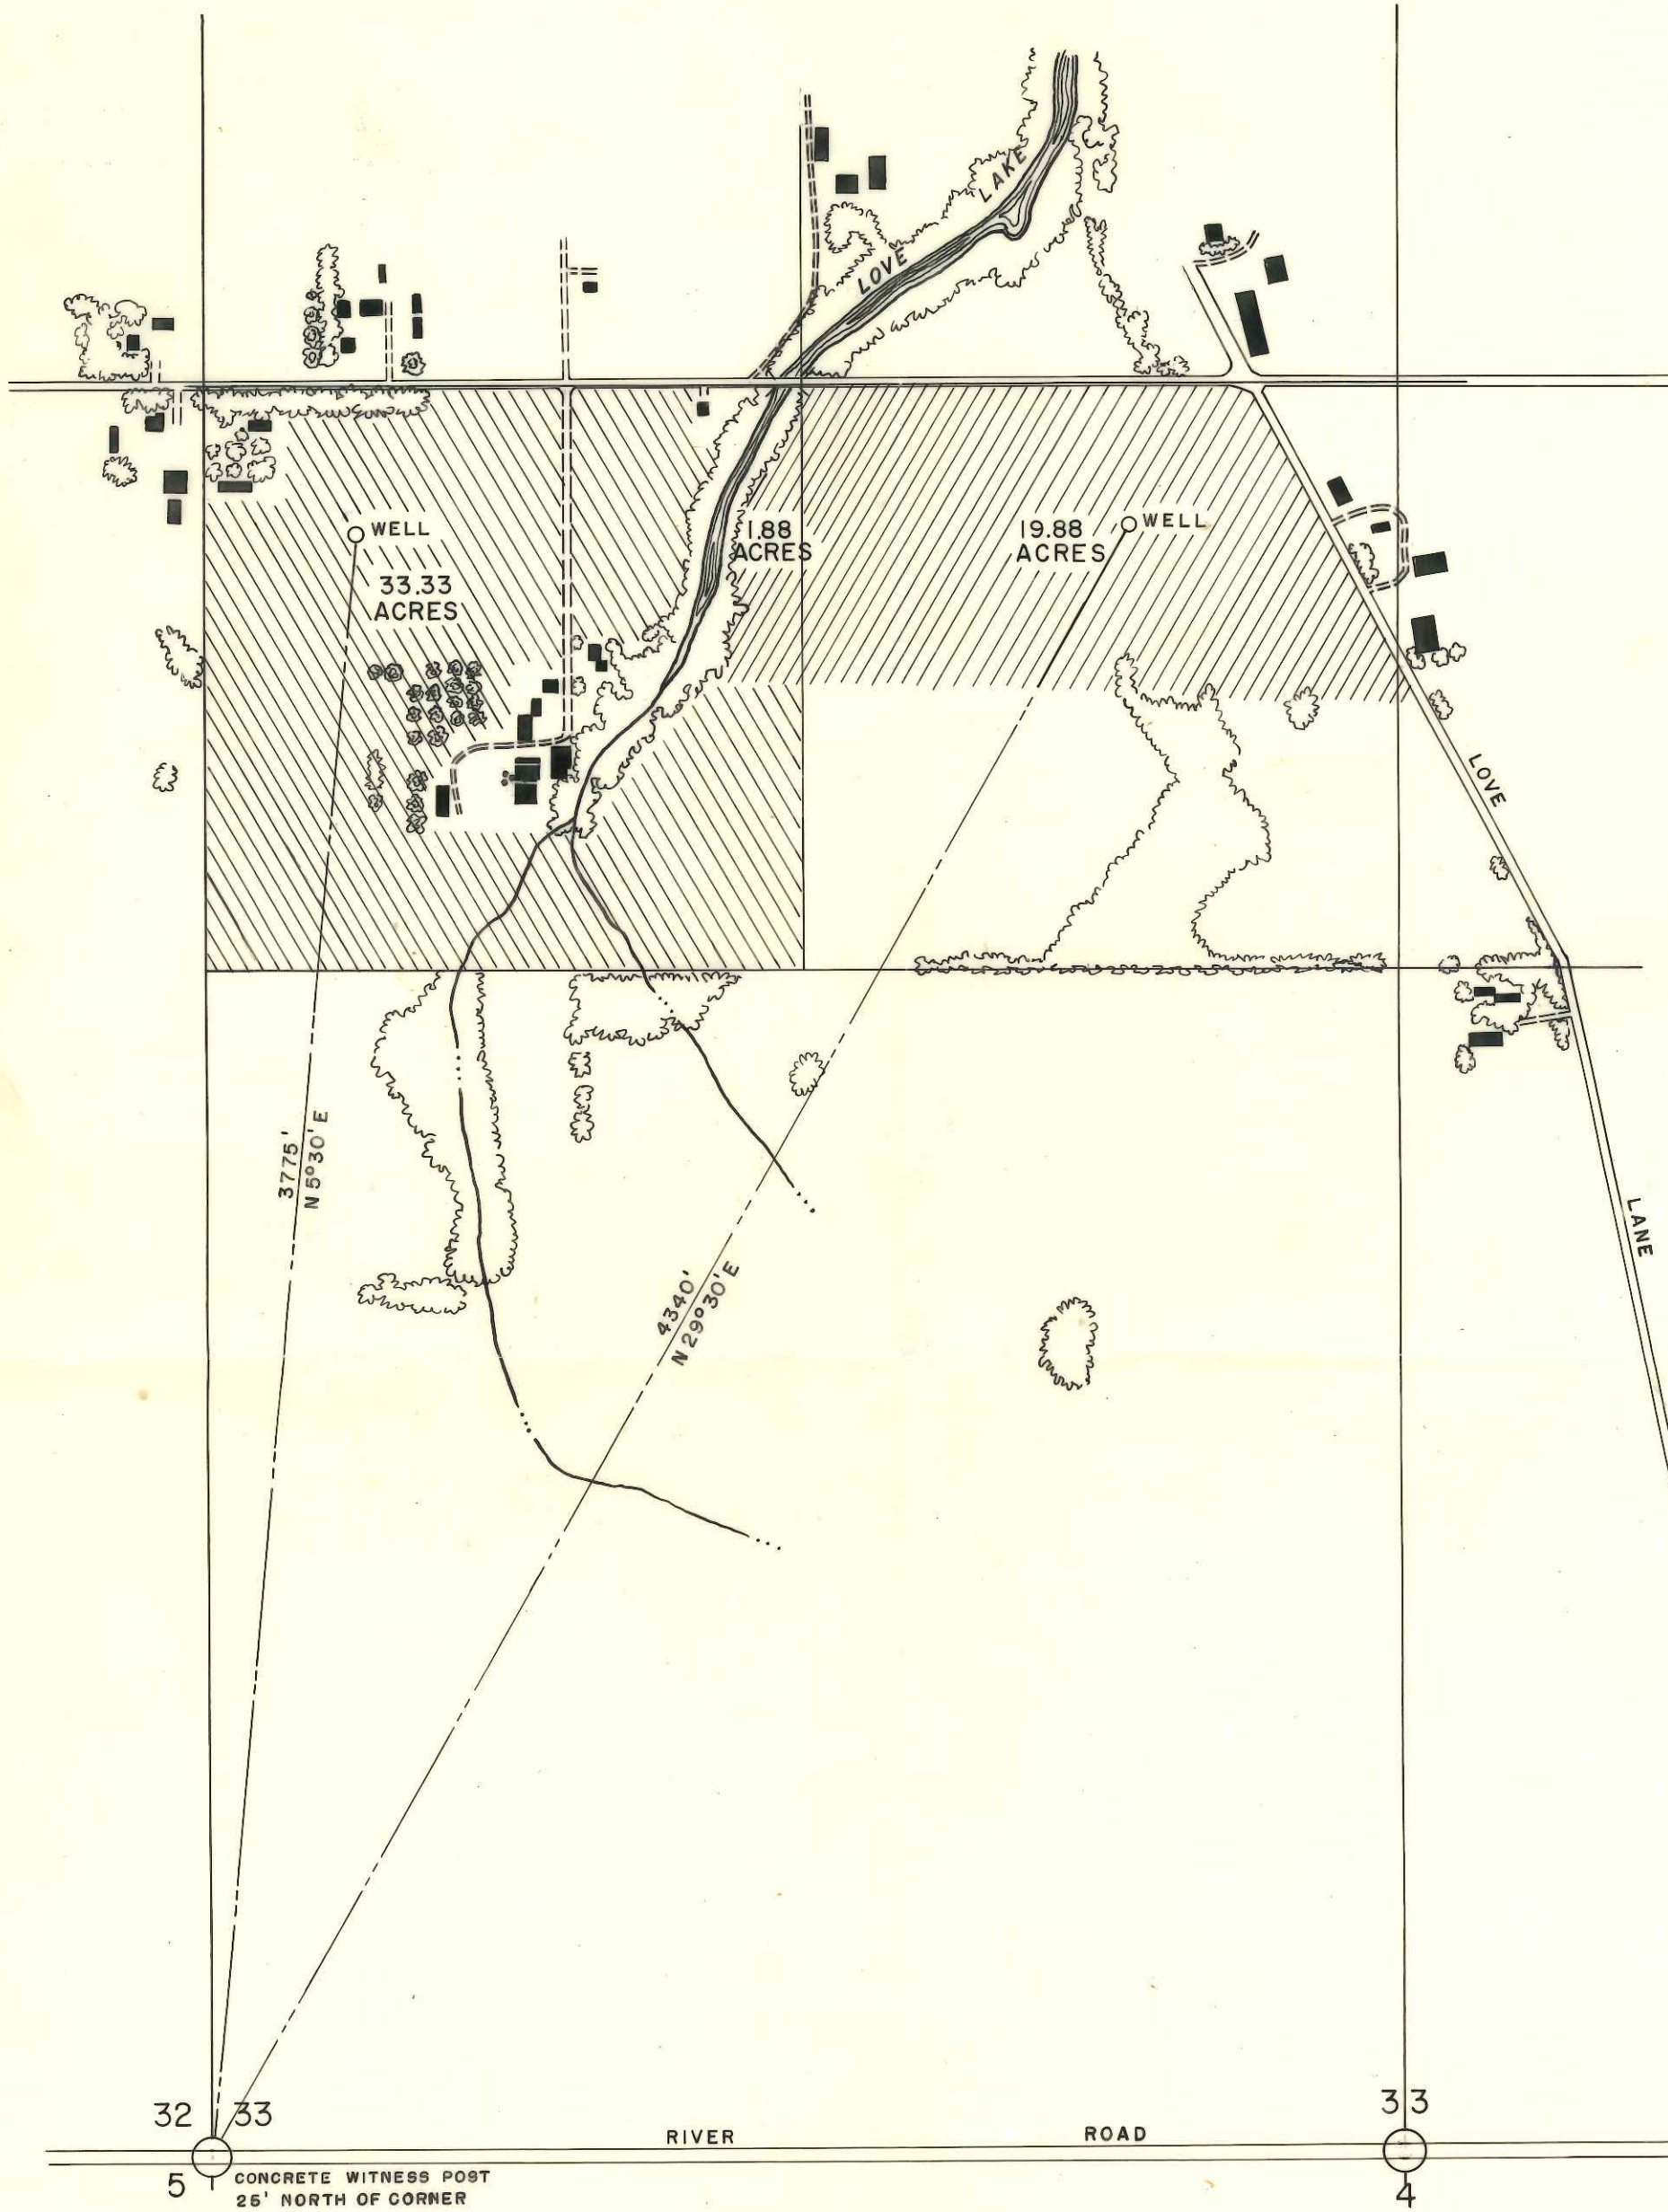 LAKE
LOVE
WELL
33.33
ACRES
1.88
ACRES
19.88
ACRES
WELL
LOVE
LANE
3775'
N 5°30' E
4340'
N 29°30' E
32 33
33
RIVER ROAD
5
CONCRETE WITNESS POST
25' NORTH OF CORNER
4